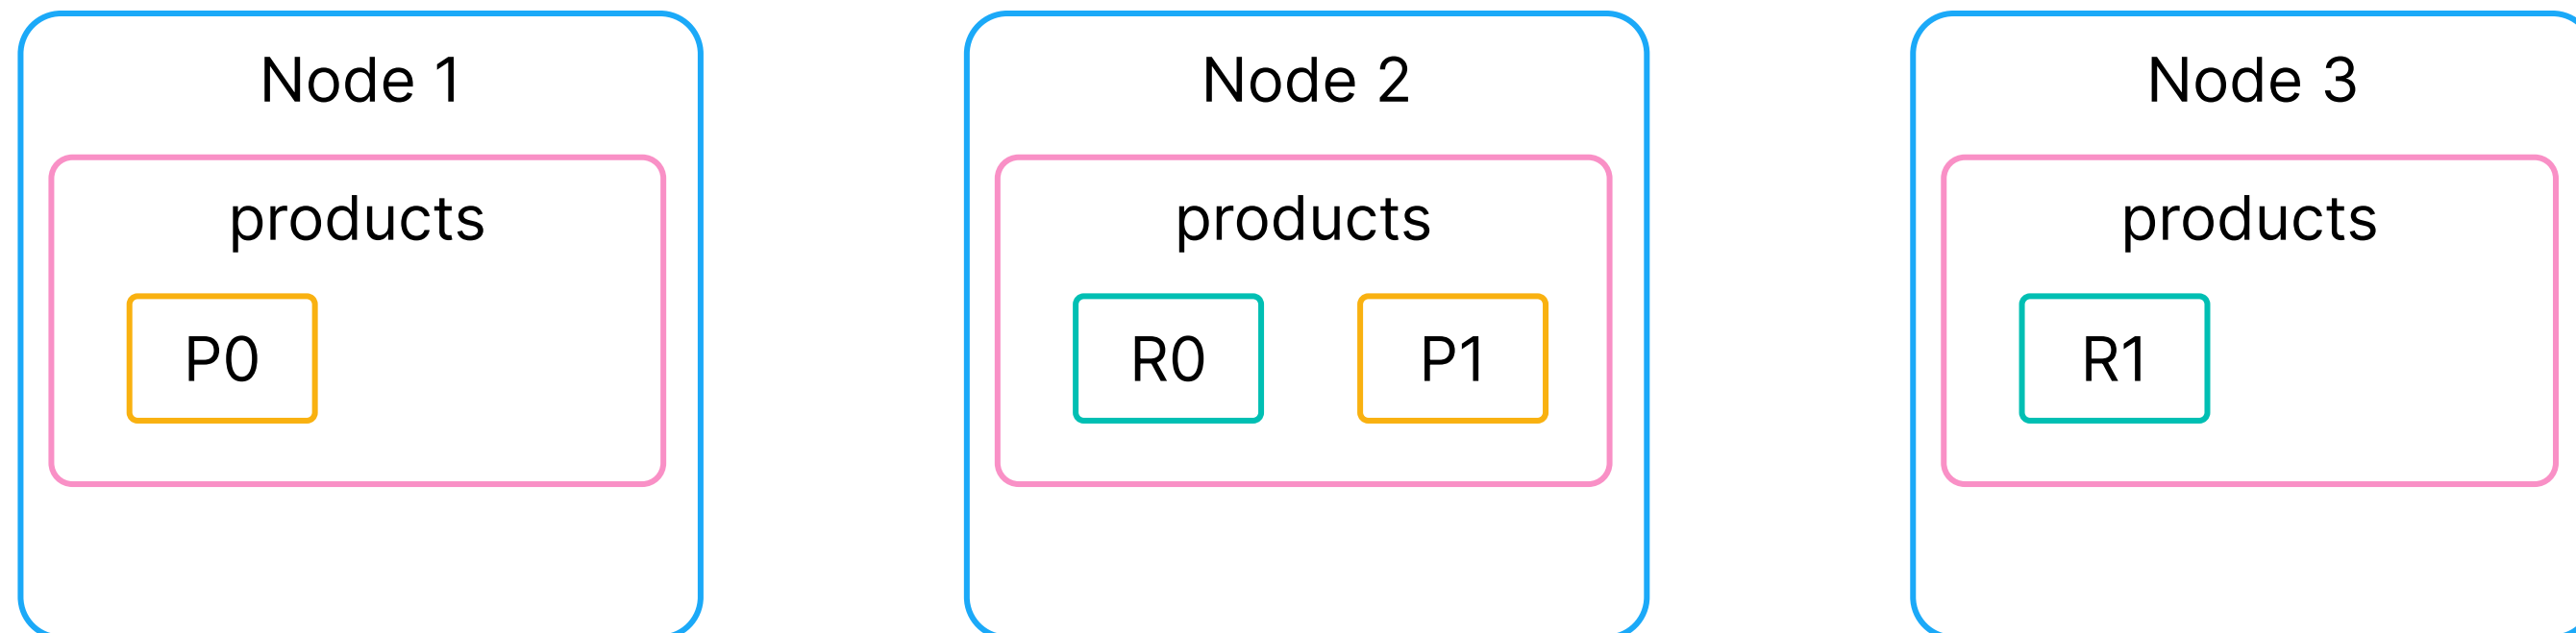 Node 1
products
P0
Node 2
products
R0
P1
Node 3
products
R1